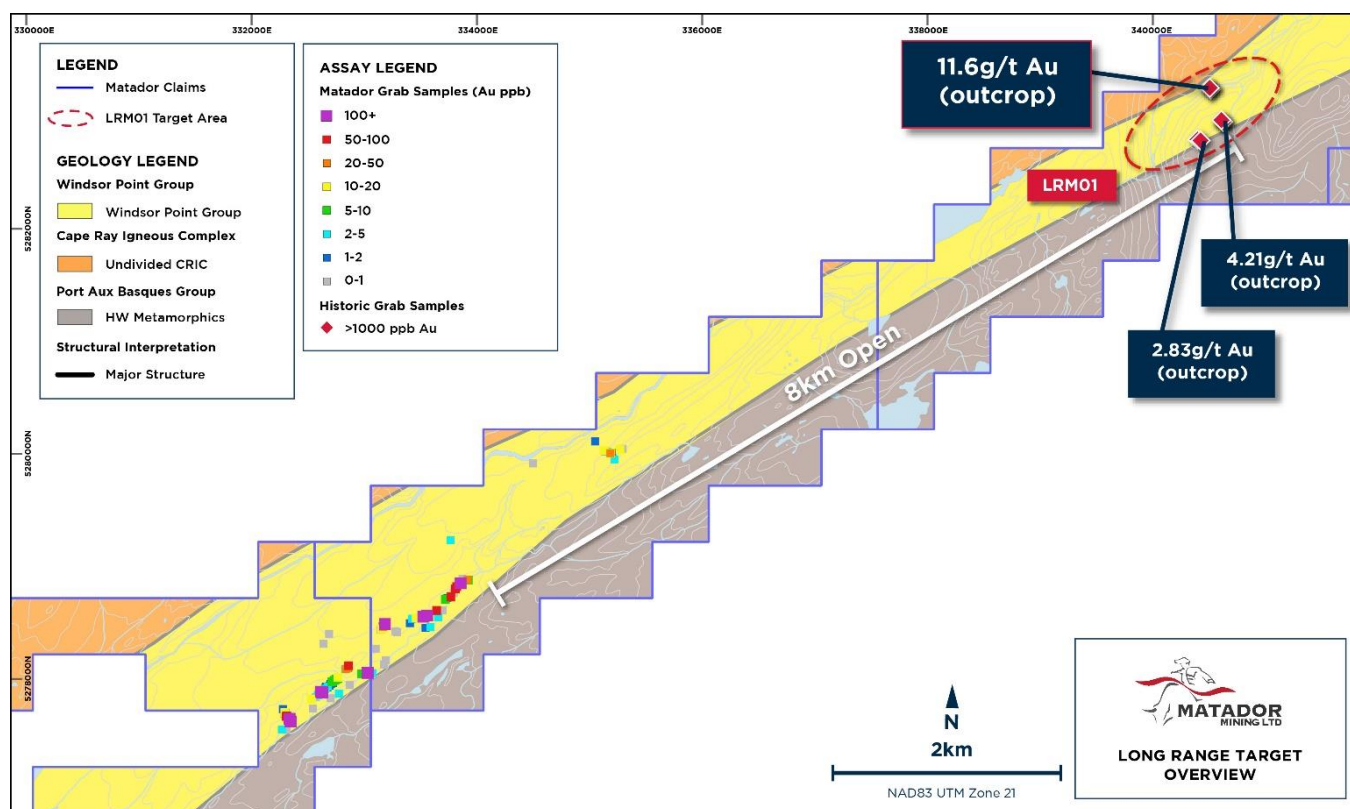 330000E
332000E
334000E
336000E
338000E
340000E
5282000N
5280000N
5278000N
LEGEND
Matador Claims
LRM01 Target Area
GEOLOGY LEGEND
Windsor Point Group
Windsor Point Group
Cape Ray Igneous Complex
Undivided CRIC
Port Aux Basques Group
HW Metamorphics
Structural Interpretation
Major Structure
ASSAY LEGEND
Matador Grab Samples (Au ppb)
100+
50-100
20-50
10-20
5-10
2-5
1-2
0-1
Historic Grab Samples
>1000 ppb Au
11.6g/t Au
(outcrop)
LRM01
4.21g/t Au
(outcrop)
2.83g/t Au
(outcrop)
8km Open
N
2km
NAD83 UTM Zone 21
MATADOR
MINING LTD
LONG RANGE TARGET
OVERVIEW